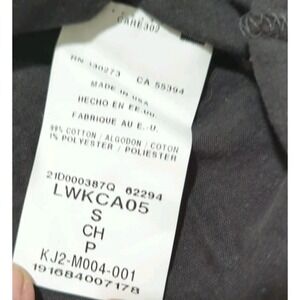 CARE302
RN 130273 CA 55394
MADE IN USA
HECHO EN EE.UU.
FABRIQUE AU E.-U.
99% COTTON / ALGODON / COTON
1% POLYESTER / POLIESTER
21D000387Q 62294
LWKCA05
S
CH
P
KJ2-M004-001
191684007178